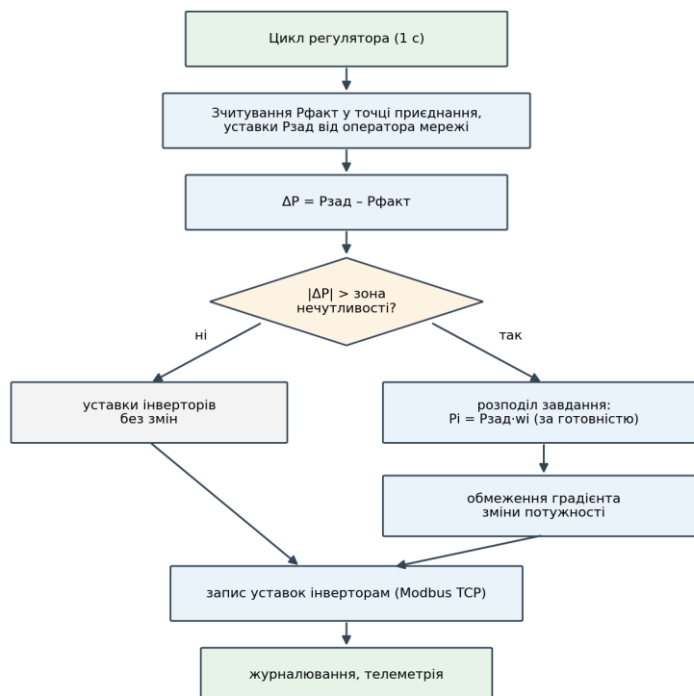 Цикл регулятора (1 с)
Зчитування Рфакт у точці приєднання,
уставки Рзад від оператора мережі
ΔP = Рзад – Рфакт
|ΔP| > зона
нечутливості?
ні
так
уставки інверторів
без змін
розподіл завдання:
Pi = Рзад·wi (за готовністю)
обмеження градієнта
зміни потужності
запис уставок інверторам (Modbus TCP)
журналювання, телеметрія